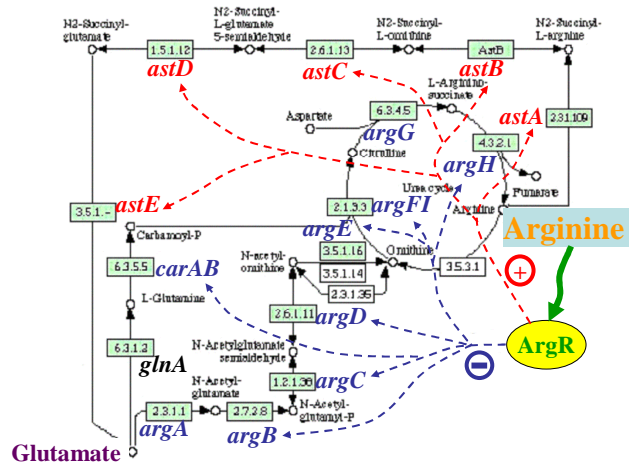 N2-Succinyl-
glutamate
N2-Succinyl-
L-glutamate
5-semialdehyde
N2-Succinyl-
L-ornithine
N2-Succinyl-
L-arginine
1.5.1.12
2.6.1.13
AstB
astD
astC
astB
L-Arginino-
succinate
astA
2.3.1.109
6.3.4.5
Aspartate
argG
4.3.2.1
Citrulline
argH
Fumarate
Urea cycle
Arginine
3.5.1.-
astE
2.1.3.3
argFI
argE
Arginine
Carbamoyl-P
Ornithine
6.3.5.5
carAB
N-acetyl-
ornithine
3.5.1.16
3.5.1.14
2.3.1.35
3.5.3.1
+
L-Glutamine
2.6.1.11
argD
ArgR
−
6.3.1.2
glnA
N-Acetylglutamate
semialdehyde
1.2.1.38
argC
N-Acetyl-
glutamate
N-Acetyl-
glutamyl-P
2.3.1.1
2.7.2.8
argA
argB
Glutamate